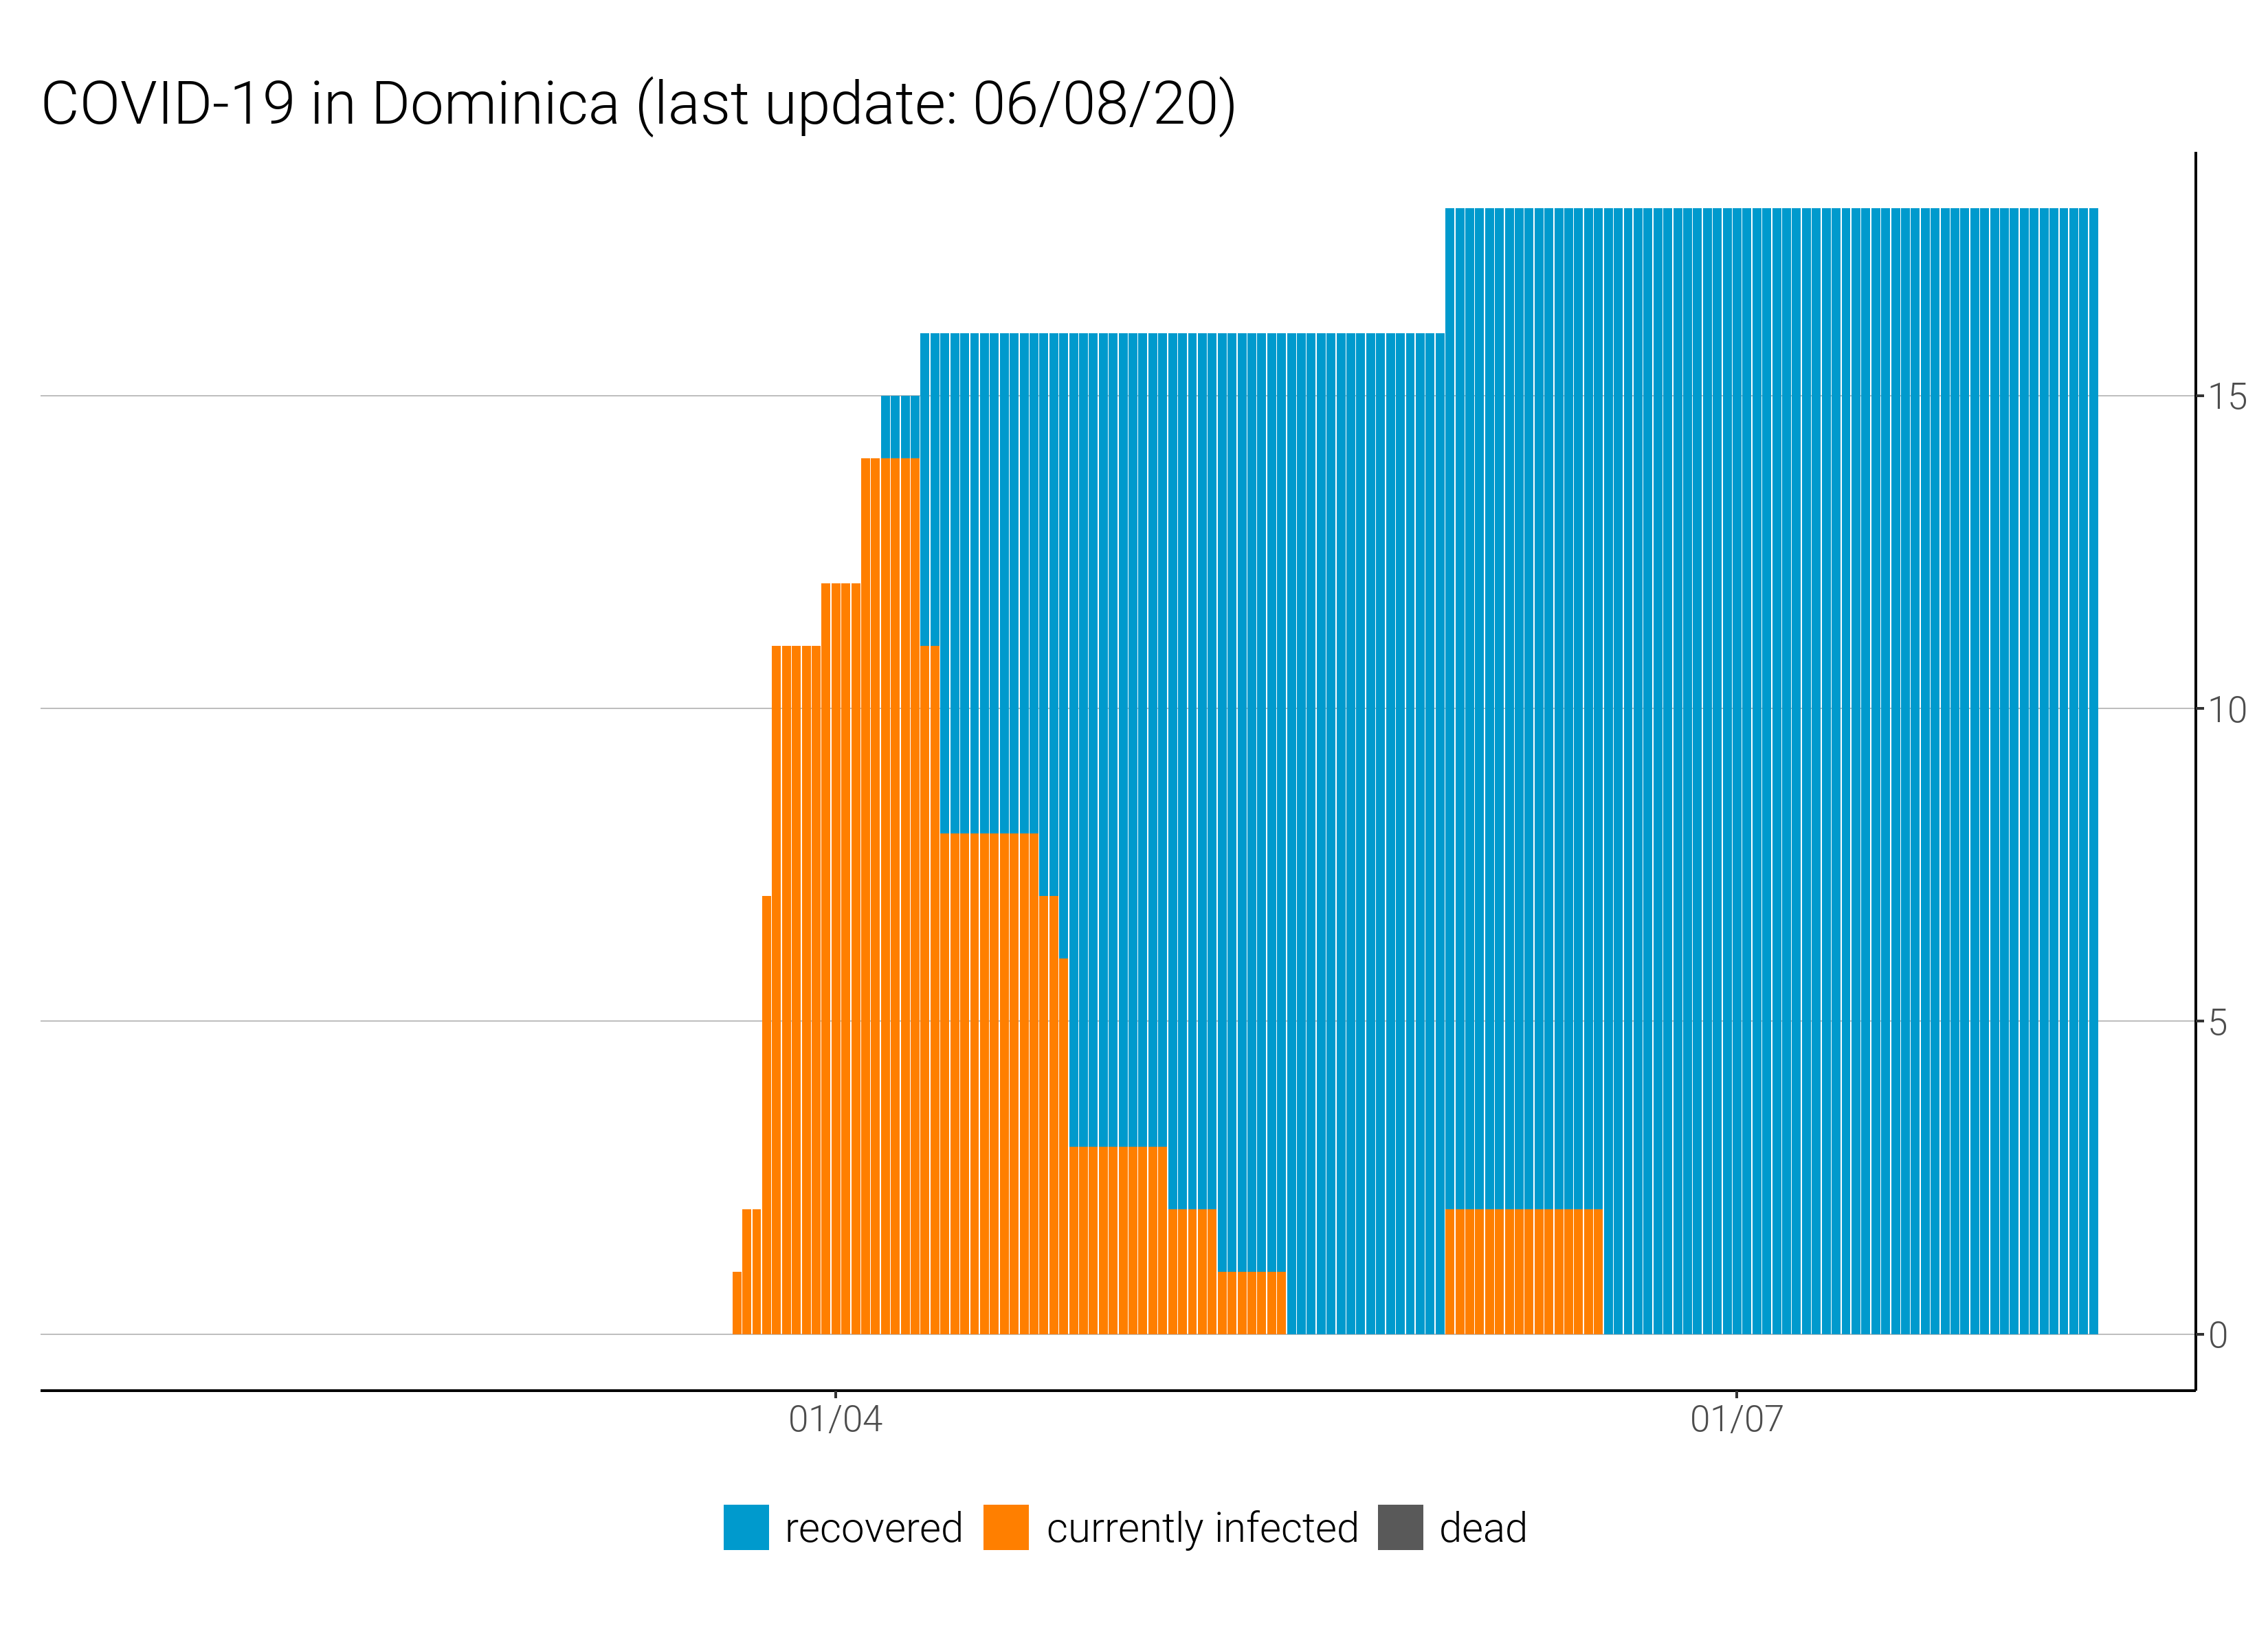 COVID-19 in Dominica (last update: 06/08/20)
15
10
5
0
01/04 01/07
recovered currently infected dead